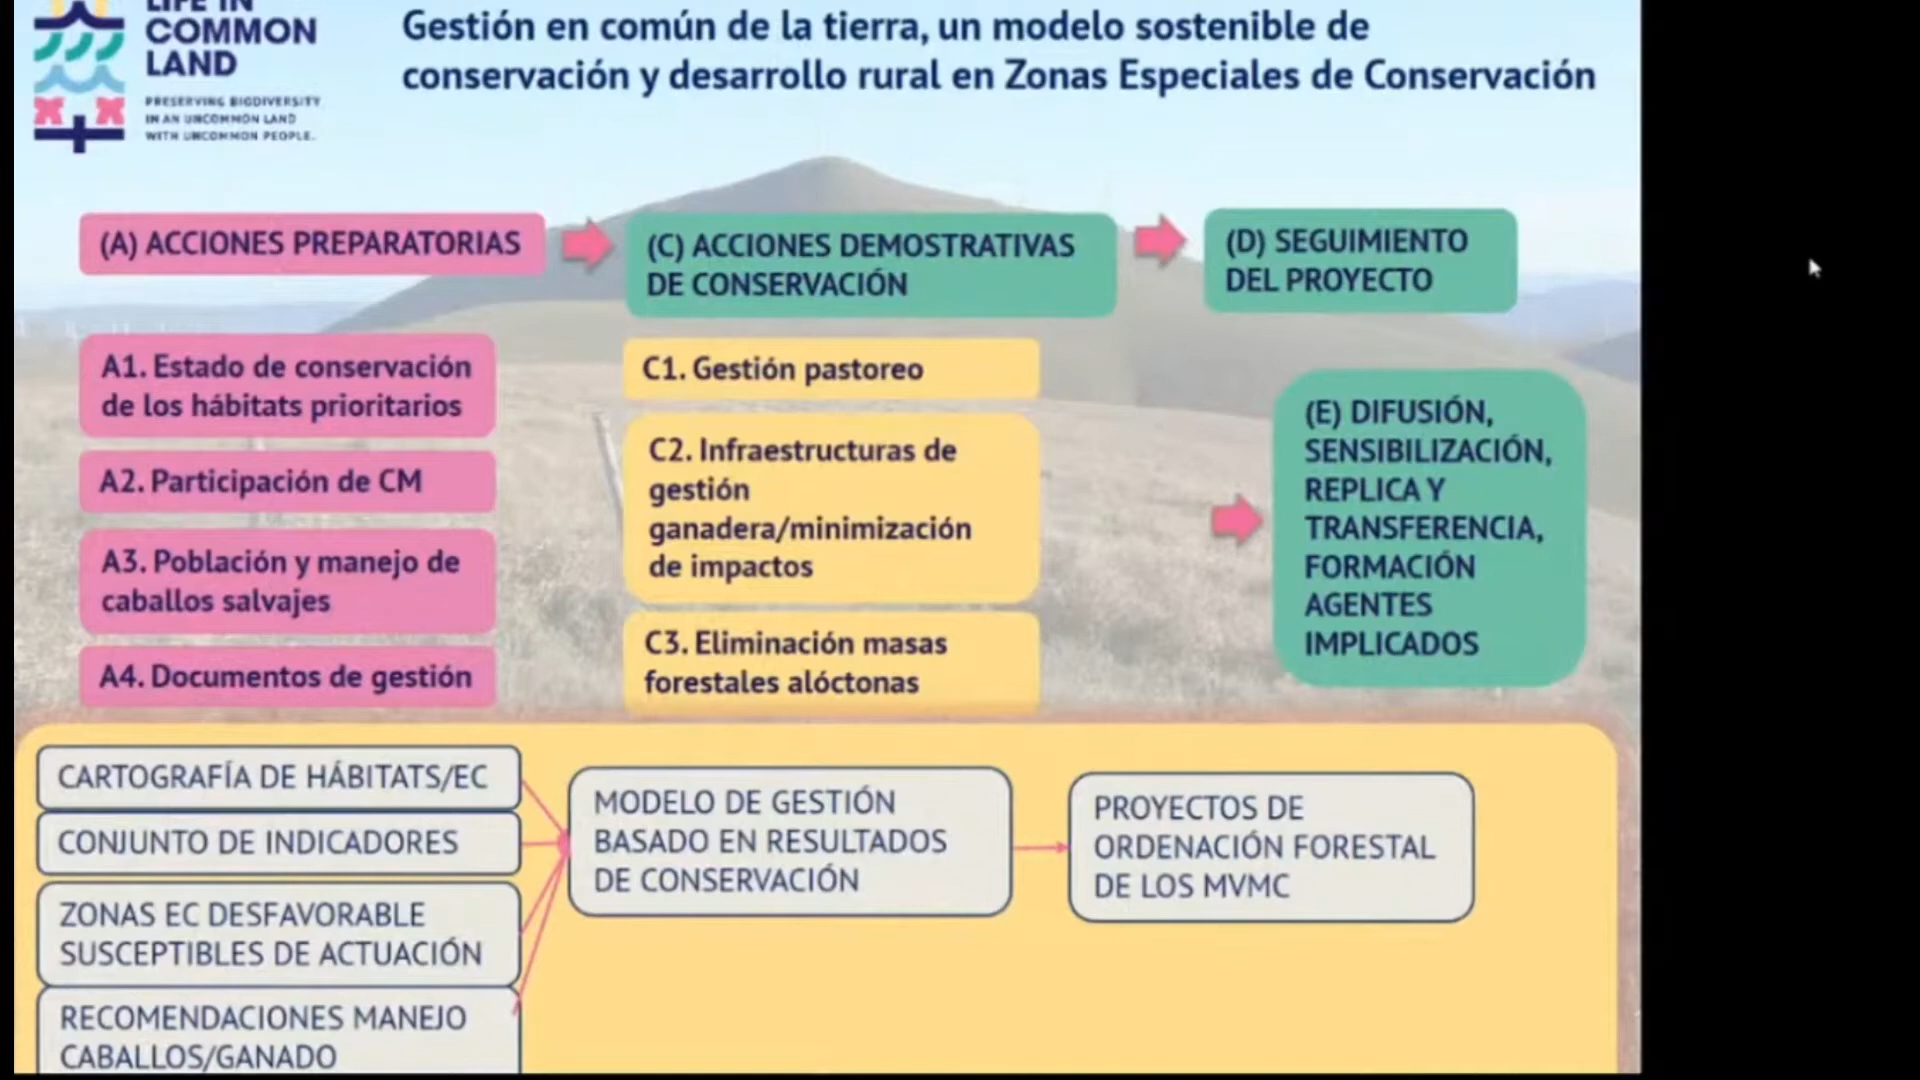 LIFE IN
COMMON
LAND
PRESERVING BIODIVERSITY
IN AN UNCOMMON LAND
WITH UNCOMMON PEOPLE.
Gestión en común de la tierra, un modelo sostenible de
conservación y desarrollo rural en Zonas Especiales de Conservación
(A) ACCIONES PREPARATORIAS
A1. Estado de conservación
de los hábitats prioritarios
A2. Participación de CM
A3. Población y manejo de
caballos salvajes
A4. Documentos de gestión
(C) ACCIONES DEMOSTRATIVAS
DE CONSERVACIÓN
C1. Gestión pastoreo
C2. Infraestructuras de
gestión
ganadera/minimización
de impactos
C3. Eliminación masas
forestales alóctonas
(D) SEGUIMIENTO
DEL PROYECTO
(E) DIFUSIÓN,
SENSIBILIZACIÓN,
REPLICA Y
TRANSFERENCIA,
FORMACIÓN
AGENTES
IMPLICADOS
CARTOGRAFÍA DE HÁBITATS/EC
CONJUNTO DE INDICADORES
ZONAS EC DESFAVORABLE
SUSCEPTIBLES DE ACTUACIÓN
RECOMENDACIONES MANEJO
CABALLOS/GANADO
MODELO DE GESTIÓN
BASADO EN RESULTADOS
DE CONSERVACIÓN
PROYECTOS DE
ORDENACIÓN FORESTAL
DE LOS MVMC